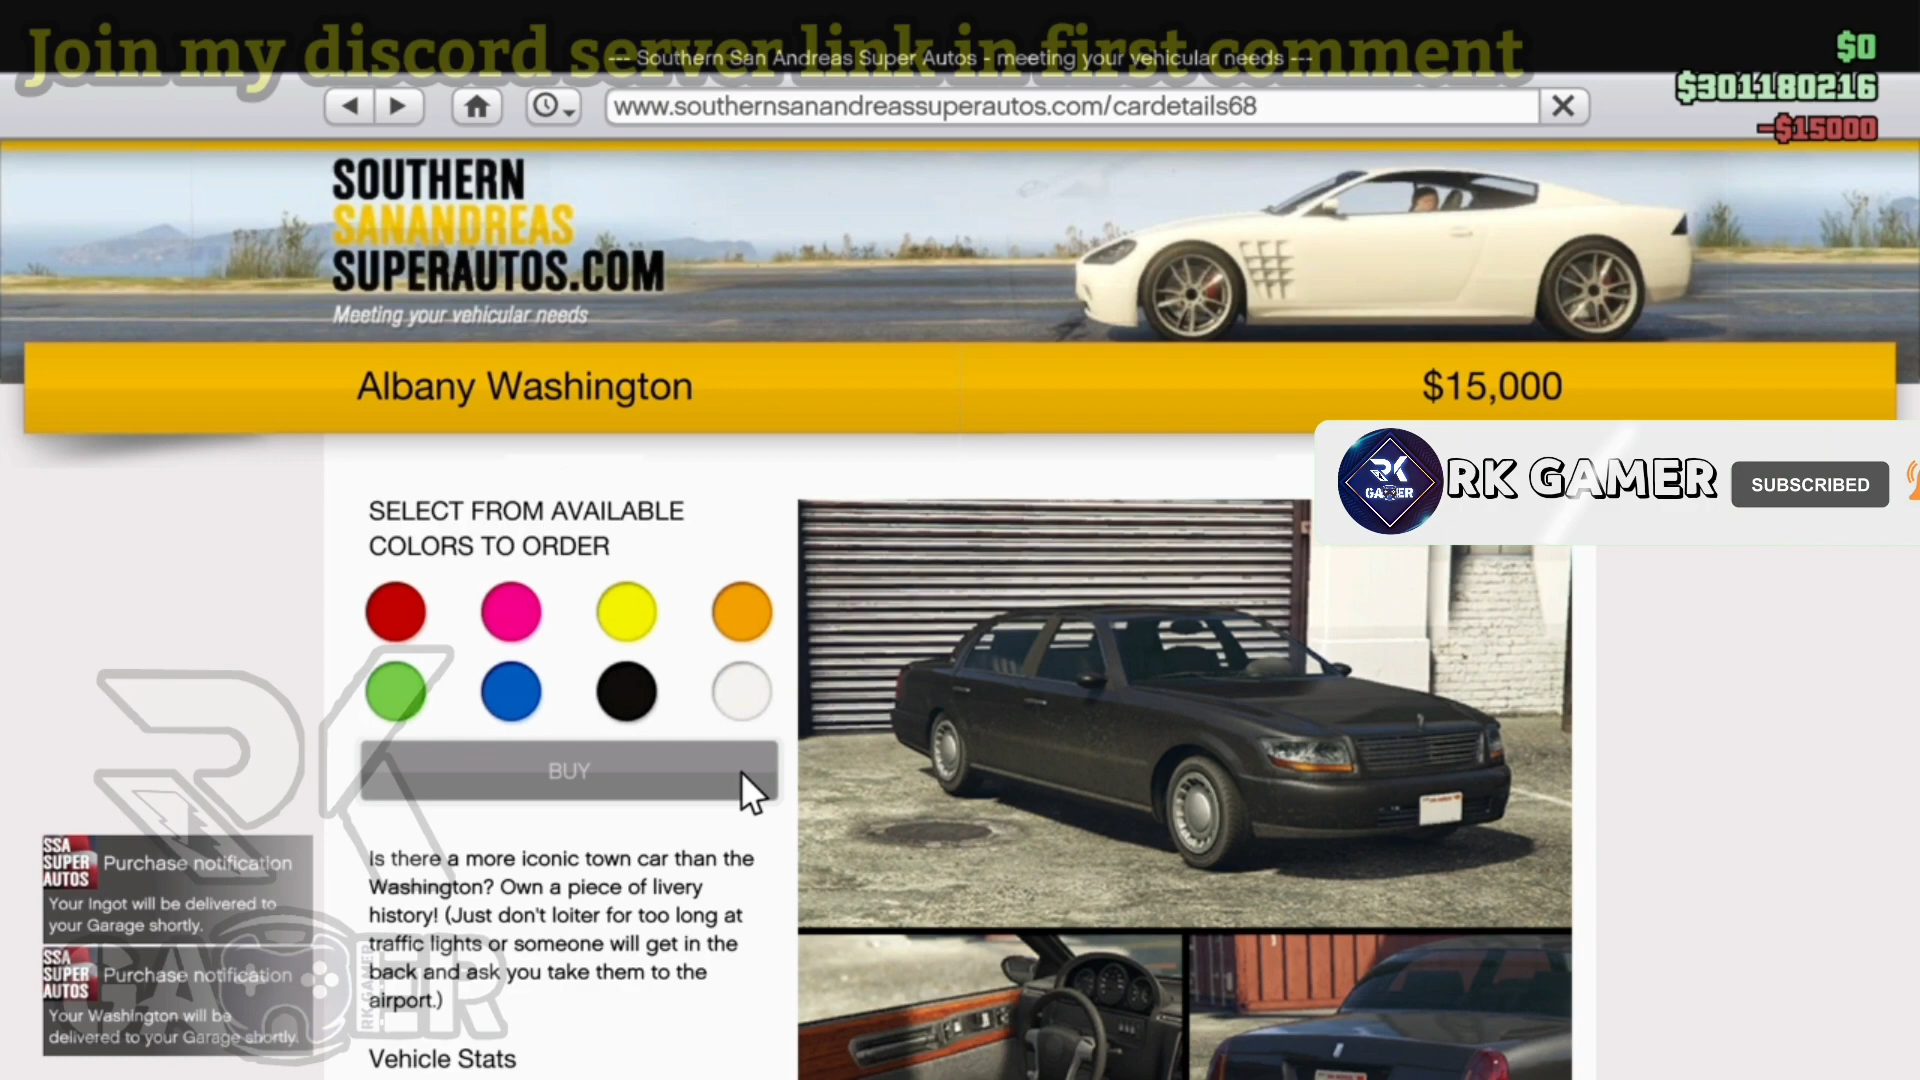 Join my discord server link in first comment
--- Southern San Andreas Super Autos - meeting your vehicular needs ---
$0
$301180216
-$15000
www.southernsanandreassuperautos.com/cardetails68
SOUTHERN
SANANDREAS
SUPERAUTOS.COM
Meeting your vehicular needs
Albany Washington
$15,000
RK GAMER
RK GAMER
SUBSCRIBED
SELECT FROM AVAILABLE
COLORS TO ORDER
BUY
Is there a more iconic town car than the
Washington? Own a piece of livery
history! (Just don't loiter for too long at
traffic lights or someone will get in the
back and ask you take them to the
airport.)
Vehicle Stats
SSA
SUPER
AUTOS
Purchase notification
Your Ingot will be delivered to
your Garage shortly.
SSA
SUPER
AUTOS
Purchase notification
Your Washington will be
delivered to your Garage shortly.
RK
GAMER
RK GAMER